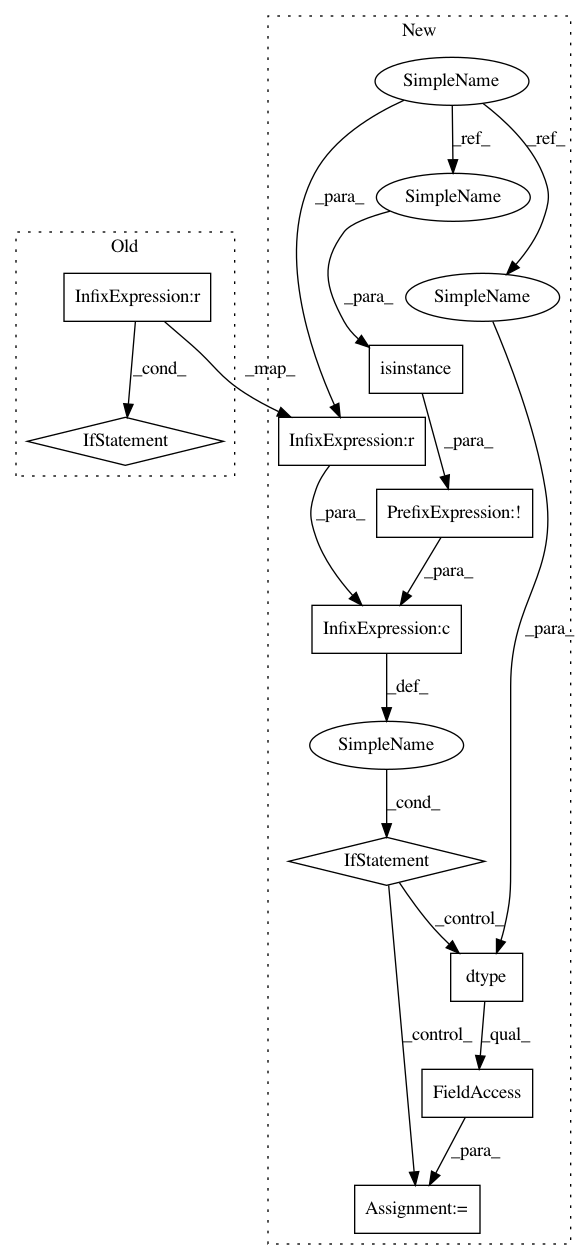 New
SimpleName
_ref_
_ref_
_para_
SimpleName
Old
_para_
SimpleName
InfixExpression:r
_cond_
_map_
isinstance
IfStatement
InfixExpression:r
_para_
_para_
PrefixExpression:!
_para_
InfixExpression:c
_para_
_def_
SimpleName
_cond_
IfStatement
_control_
dtype
_control_
_qual_
FieldAccess
_para_
Assignment:=